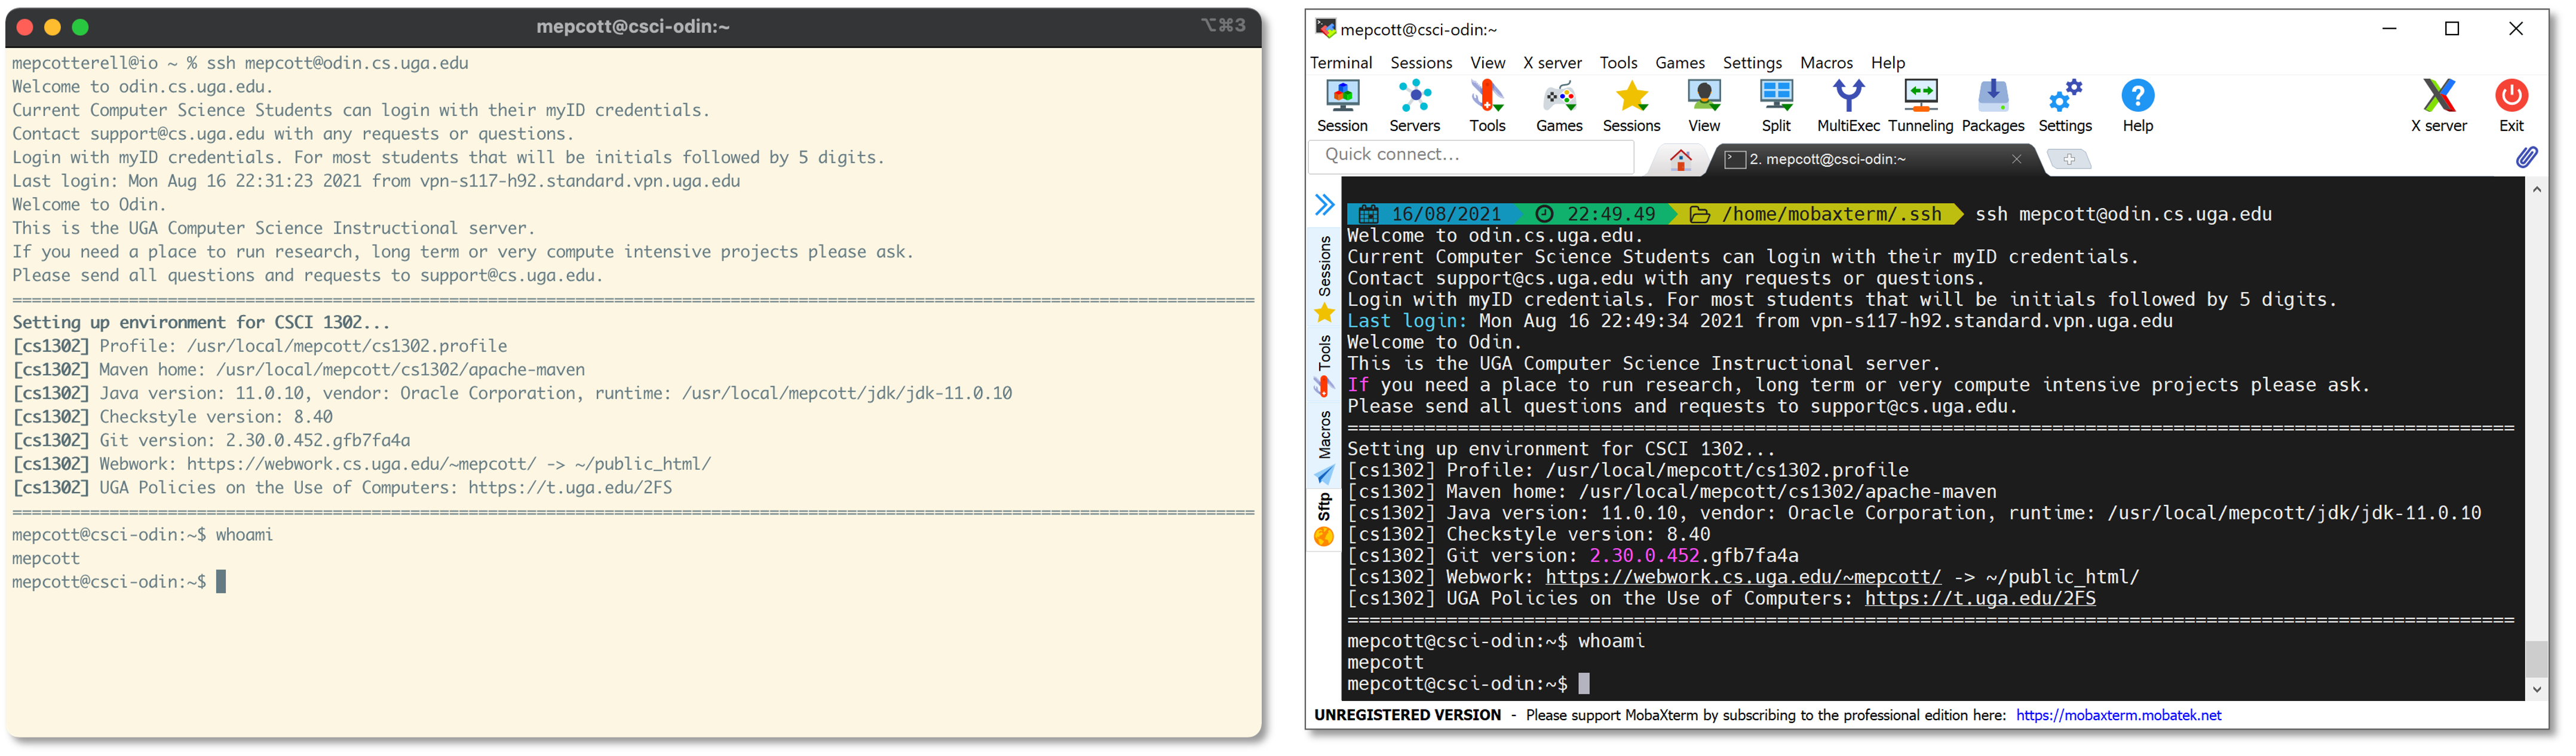 mepcott@csci-odin:~
⌥⌘3
mepcotterell@io ~ % ssh mepcott@odin.cs.uga.edu
Welcome to odin.cs.uga.edu.
Current Computer Science Students can login with their myID credentials.
Contact support@cs.uga.edu with any requests or questions.
Login with myID credentials. For most students that will be initials followed by 5 digits.
Last login: Mon Aug 16 22:31:23 2021 from vpn-s117-h92.standard.vpn.uga.edu
Welcome to Odin.
This is the UGA Computer Science Instructional server.
If you need a place to run research, long term or very compute intensive projects please ask.
Please send all questions and requests to support@cs.uga.edu.
================================================================================================================================
Setting up environment for CSCI 1302...
[cs1302] Profile: /usr/local/mepcott/cs1302.profile
[cs1302] Maven home: /usr/local/mepcott/cs1302/apache-maven
[cs1302] Java version: 11.0.10, vendor: Oracle Corporation, runtime: /usr/local/mepcott/jdk/jdk-11.0.10
[cs1302] Checkstyle version: 8.40
[cs1302] Git version: 2.30.0.452.gfb7fa4a
[cs1302] Webwork: https://webwork.cs.uga.edu/~mepcott/ -> ~/public_html/
[cs1302] UGA Policies on the Use of Computers: https://t.uga.edu/2FS
================================================================================================================================
mepcott@csci-odin:~$ whoami
mepcott
mepcott@csci-odin:~$
mepcott@csci-odin:~
Terminal Sessions View X server Tools Games Settings Macros Help
Session Servers Tools Games Sessions View Split MultiExec Tunneling Packages Settings Help X server Exit
Quick connect...
2. mepcott@csci-odin:~
Sessions
Tools
Macros
Sftp
16/08/2021 22:49.49 /home/mobaxterm/.ssh ssh mepcott@odin.cs.uga.edu
Welcome to odin.cs.uga.edu.
Current Computer Science Students can login with their myID credentials.
Contact support@cs.uga.edu with any requests or questions.
Login with myID credentials. For most students that will be initials followed by 5 digits.
Last login: Mon Aug 16 22:49:34 2021 from vpn-s117-h92.standard.vpn.uga.edu
Welcome to Odin.
This is the UGA Computer Science Instructional server.
If you need a place to run research, long term or very compute intensive projects please ask.
Please send all questions and requests to support@cs.uga.edu.
==========================================================================================================
Setting up environment for CSCI 1302...
[cs1302] Profile: /usr/local/mepcott/cs1302.profile
[cs1302] Maven home: /usr/local/mepcott/cs1302/apache-maven
[cs1302] Java version: 11.0.10, vendor: Oracle Corporation, runtime: /usr/local/mepcott/jdk/jdk-11.0.10
[cs1302] Checkstyle version: 8.40
[cs1302] Git version: 2.30.0.452.gfb7fa4a
[cs1302] Webwork: https://webwork.cs.uga.edu/~mepcott/ -> ~/public_html/
[cs1302] UGA Policies on the Use of Computers: https://t.uga.edu/2FS
==========================================================================================================
mepcott@csci-odin:~$ whoami
mepcott
mepcott@csci-odin:~$
UNREGISTERED VERSION - Please support MobaXterm by subscribing to the professional edition here: https://mobaxterm.mobatek.net